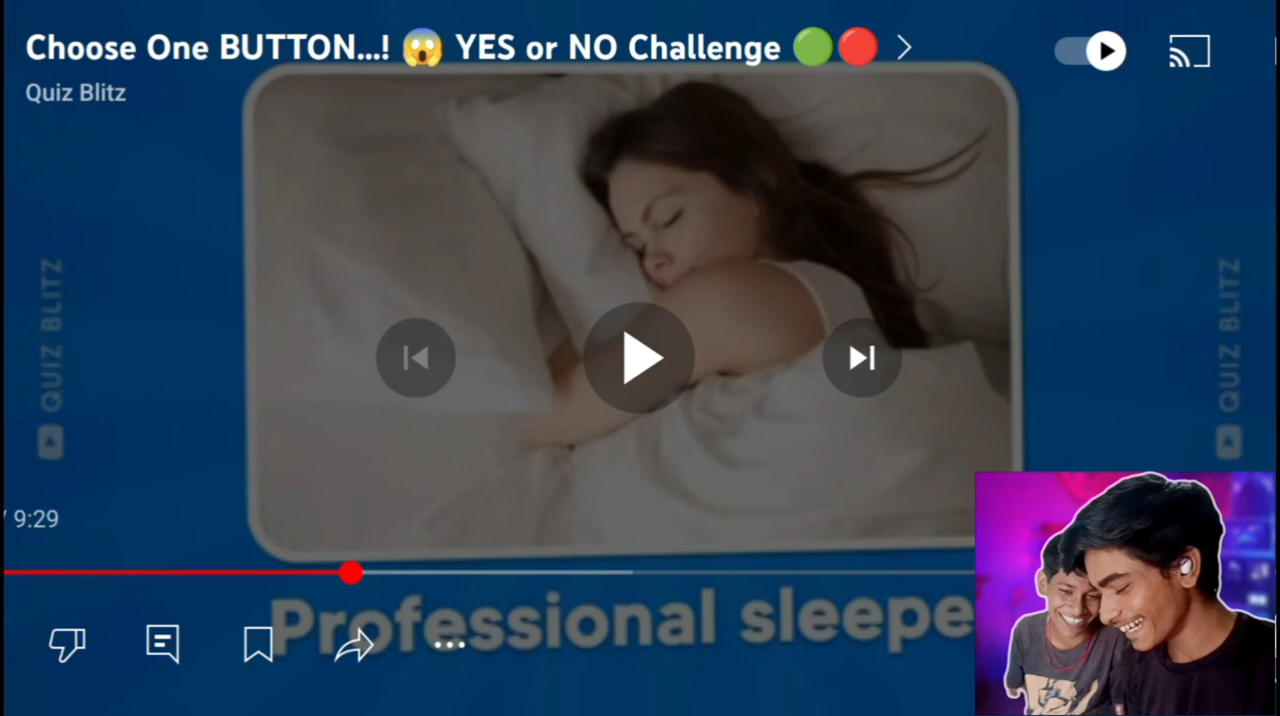 Choose One BUTTON...! 😱 YES or NO Challenge 🟢🔴
Quiz Blitz
QUIZ BLITZ
QUIZ BLITZ
/ 9:29
Professional sleepe